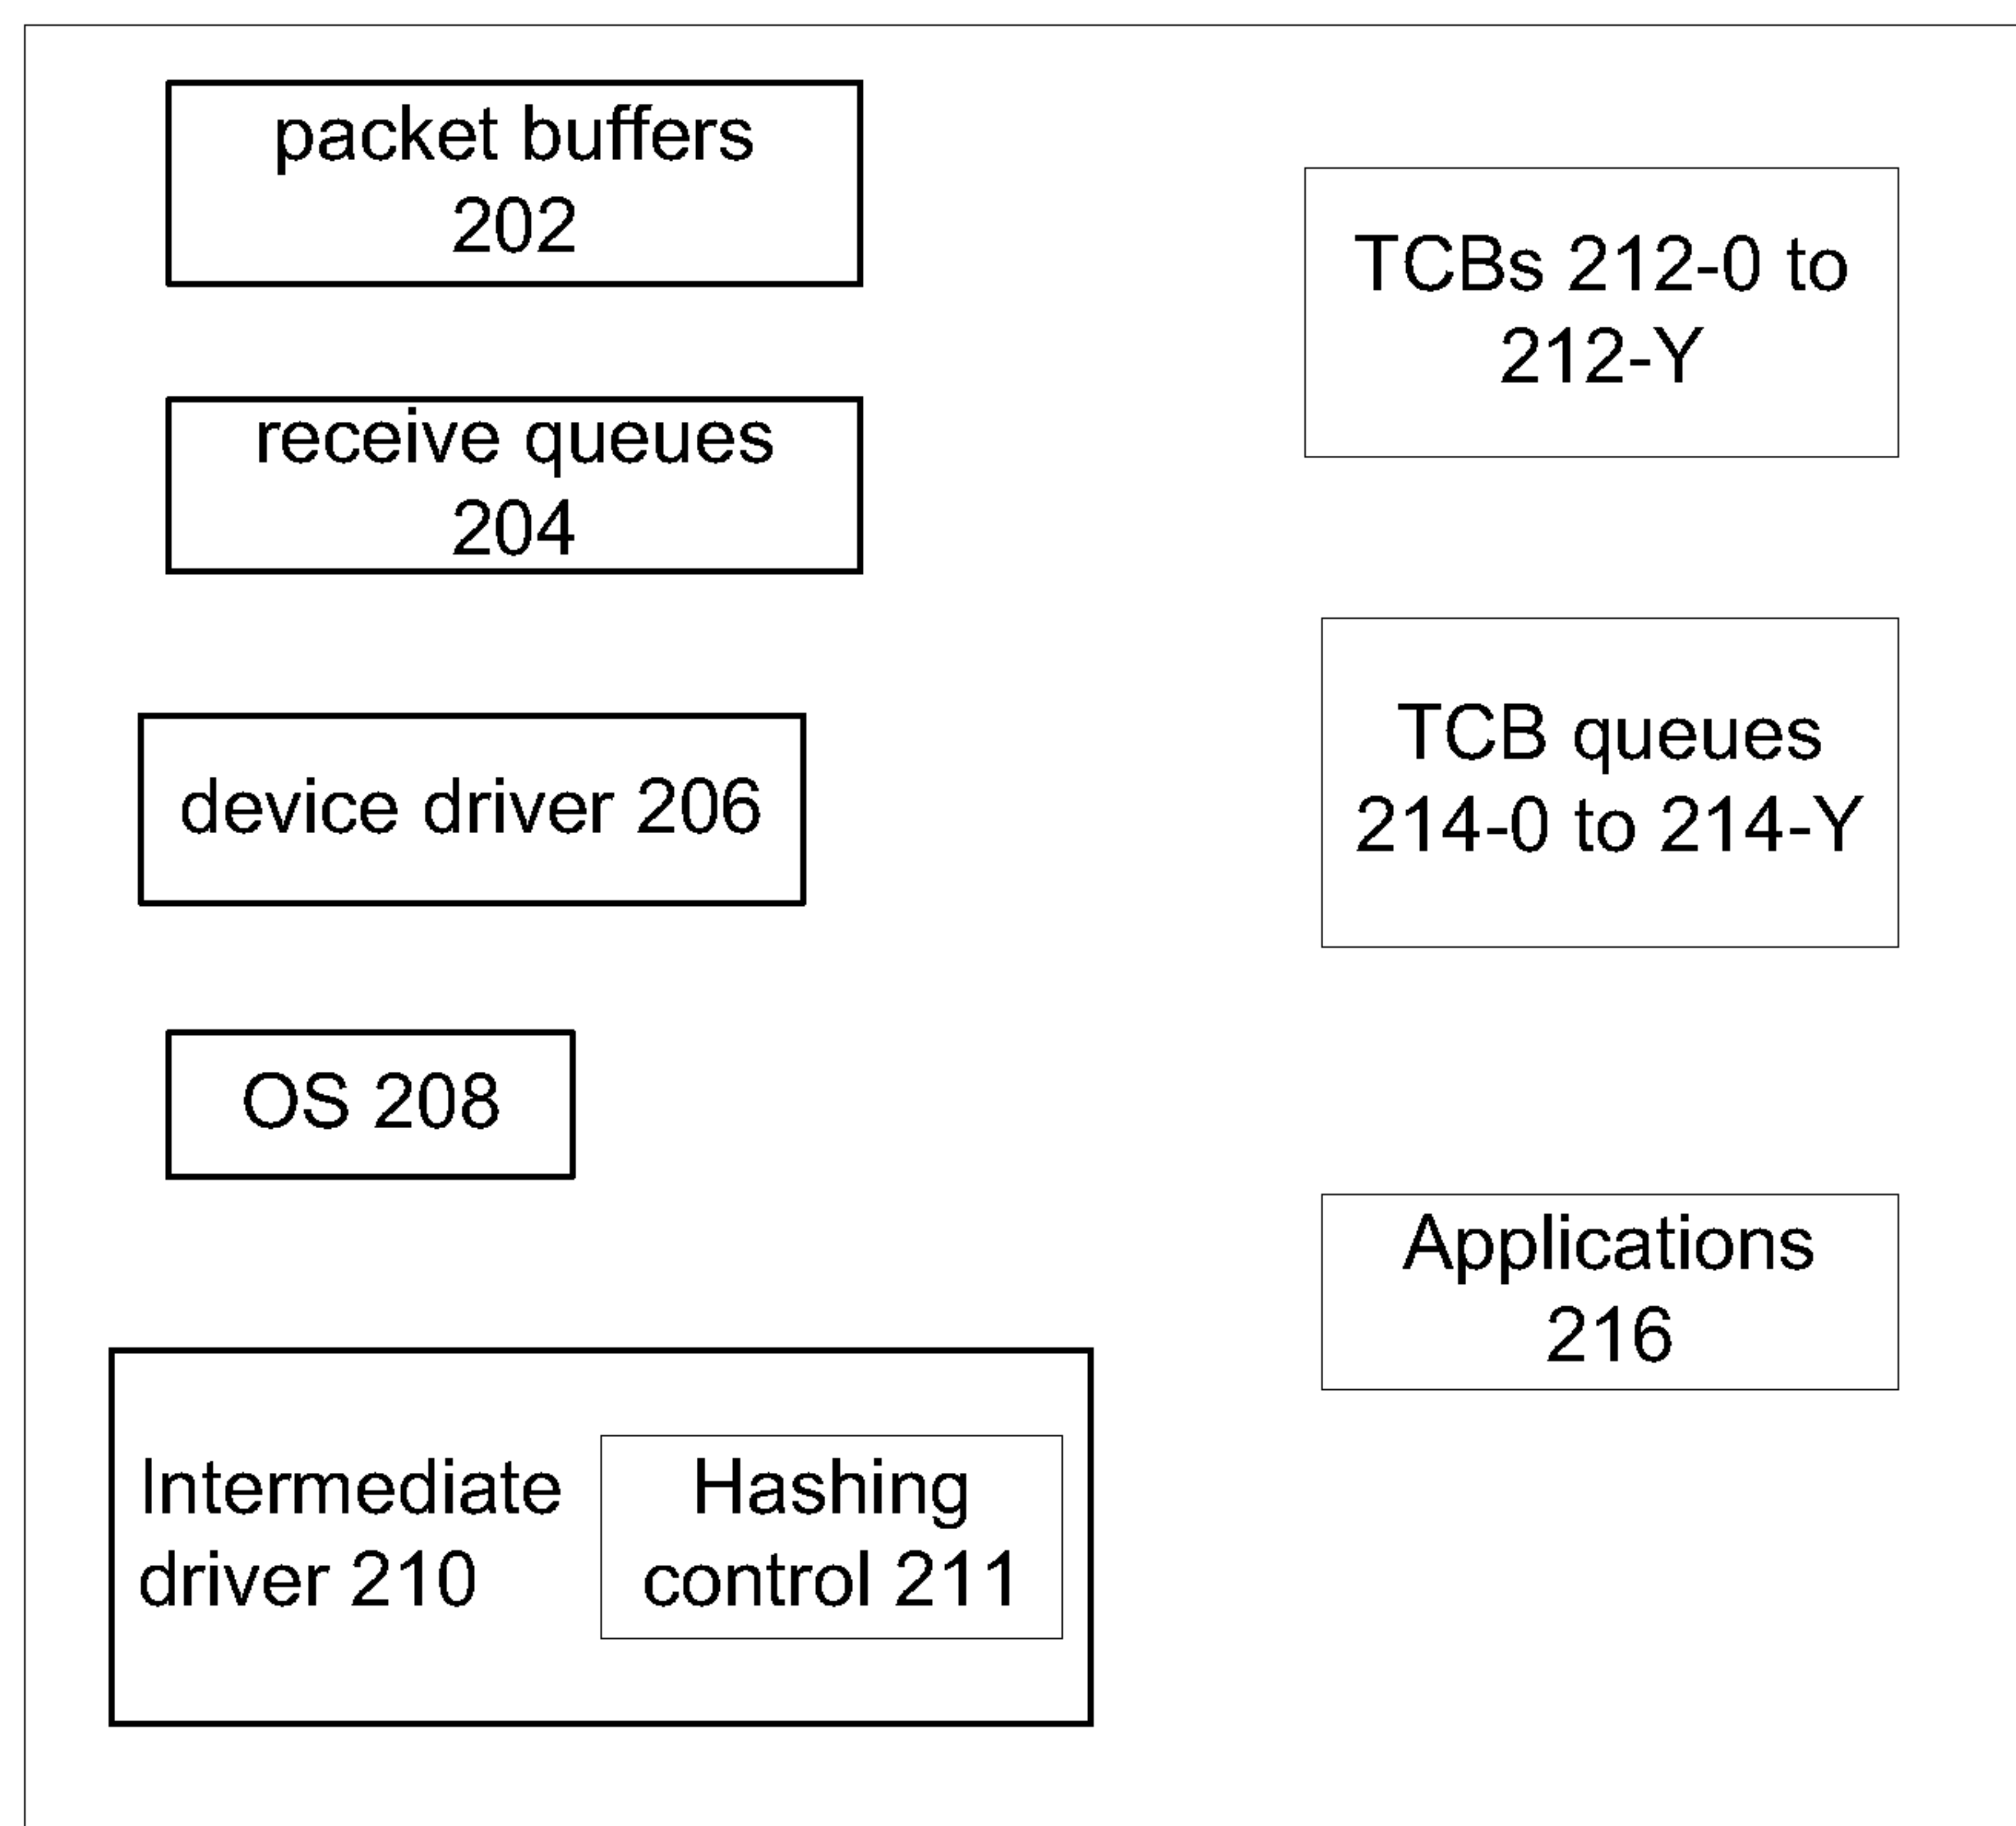 packet buffers
202
receive queues
204
device driver 206
OS 208
Intermediate
driver 210
Hashing
control 211
TCBs 212-0 to
212-Y
TCB queues
214-0 to 214-Y
Applications
216